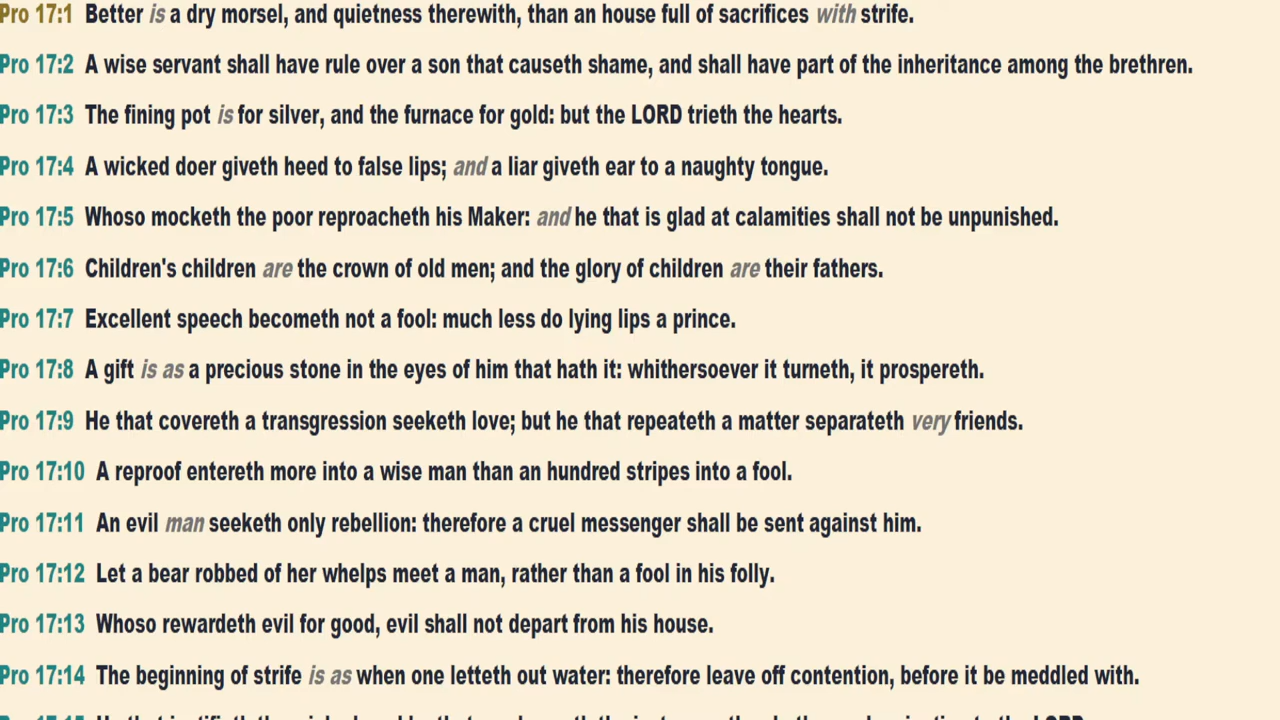 Pro 17:1 Better is a dry morsel, and quietness therewith, than an house full of sacrifices with strife.
Pro 17:2 A wise servant shall have rule over a son that causeth shame, and shall have part of the inheritance among the brethren.
Pro 17:3 The fining pot is for silver, and the furnace for gold: but the LORD trieth the hearts.
Pro 17:4 A wicked doer giveth heed to false lips; and a liar giveth ear to a naughty tongue.
Pro 17:5 Whoso mocketh the poor reproacheth his Maker: and he that is glad at calamities shall not be unpunished.
Pro 17:6 Children's children are the crown of old men; and the glory of children are their fathers.
Pro 17:7 Excellent speech becometh not a fool: much less do lying lips a prince.
Pro 17:8 A gift is as a precious stone in the eyes of him that hath it: whithersoever it turneth, it prospereth.
Pro 17:9 He that covereth a transgression seeketh love; but he that repeateth a matter separateth very friends.
Pro 17:10 A reproof entereth more into a wise man than an hundred stripes into a fool.
Pro 17:11 An evil man seeketh only rebellion: therefore a cruel messenger shall be sent against him.
Pro 17:12 Let a bear robbed of her whelps meet a man, rather than a fool in his folly.
Pro 17:13 Whoso rewardeth evil for good, evil shall not depart from his house.
Pro 17:14 The beginning of strife is as when one letteth out water: therefore leave off contention, before it be meddled with.